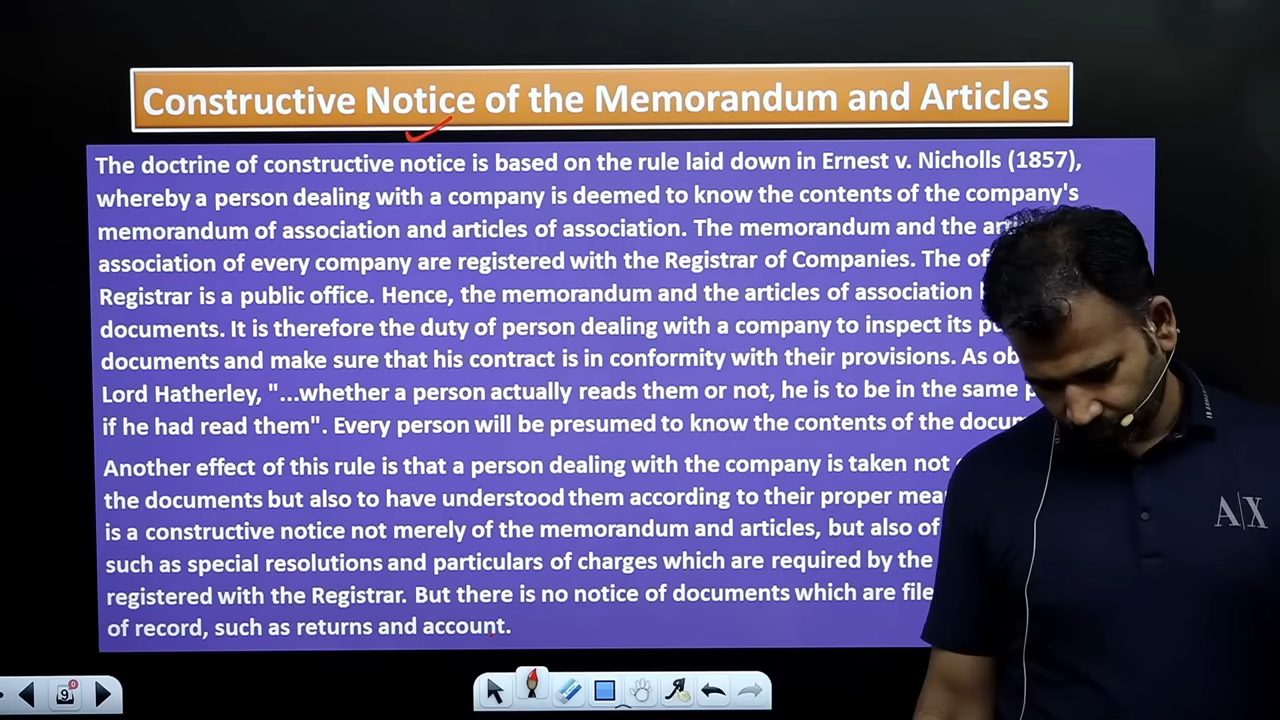 Constructive Notice of the Memorandum and Articles
The doctrine of constructive notice is based on the rule laid down in Ernest v. Nicholls (1857),
whereby a person dealing with a company is deemed to know the contents of the company's
memorandum of association and articles of association. The memorandum and the
association of every company are registered with the Registrar of Companies. The
Registrar is a public office. Hence, the memorandum and the articles of association
documents. It is therefore the duty of person dealing with a company to inspect its
documents and make sure that his contract is in conformity with their provisions. As
Lord Hatherley, "...whether a person actually reads them or not, he is to be in the same
if he had read them". Every person will be presumed to know the contents of the
Another effect of this rule is that a person dealing with the company is taken not
the documents but also to have understood them according to their proper
is a constructive notice not merely of the memorandum and articles, but also of
such as special resolutions and particulars of charges which are required by the
registered with the Registrar. But there is no notice of documents which are
of record, such as returns and account.
A|X
9
0